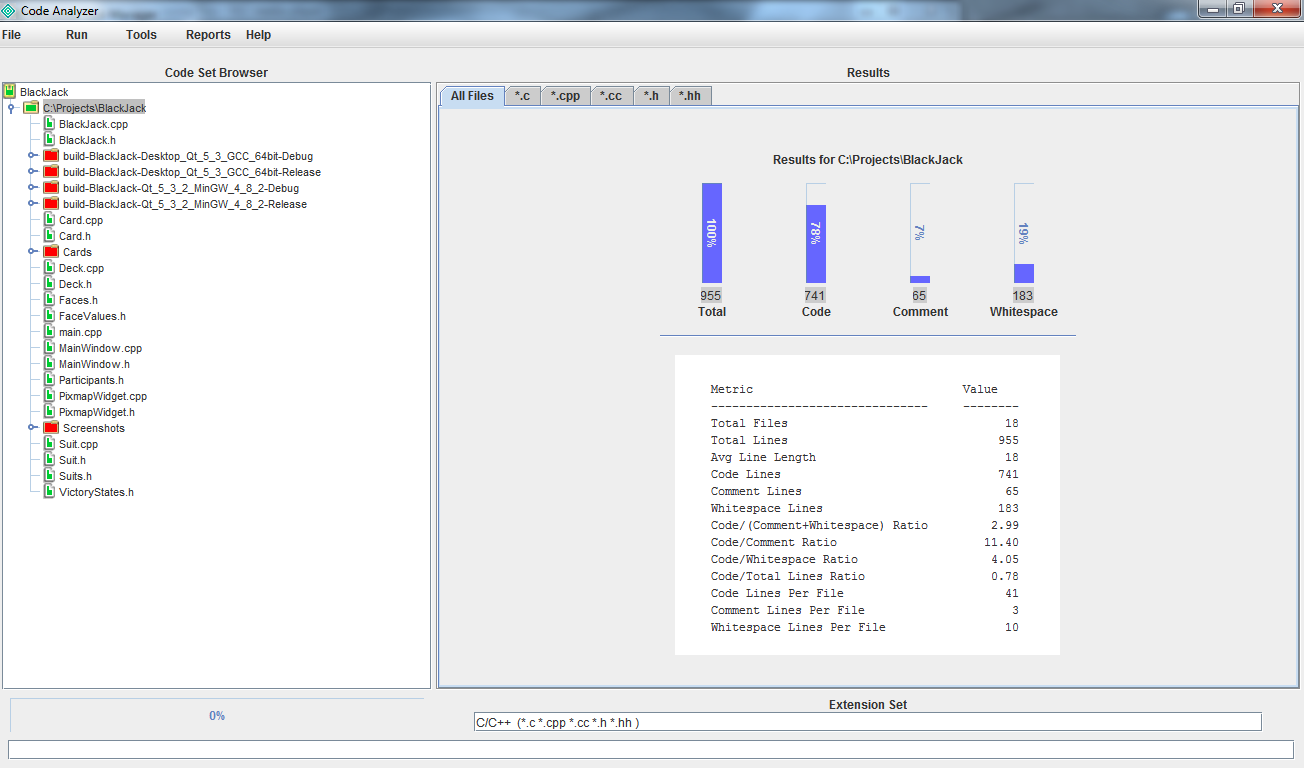 Code Analyzer
File Run Tools Reports Help
Code Set Browser
BlackJack
C:\Projects\BlackJack
BlackJack.cpp
BlackJack.h
build-BlackJack-Desktop_Qt_5_3_GCC_64bit-Debug
build-BlackJack-Desktop_Qt_5_3_GCC_64bit-Release
build-BlackJack-Qt_5_3_2_MinGW_4_8_2-Debug
build-BlackJack-Qt_5_3_2_MinGW_4_8_2-Release
Card.cpp
Card.h
Cards
Deck.cpp
Deck.h
Faces.h
FaceValues.h
main.cpp
MainWindow.cpp
MainWindow.h
Participants.h
PixmapWidget.cpp
PixmapWidget.h
Screenshots
Suit.cpp
Suit.h
Suits.h
VictoryStates.h
Results
All Files *.c *.cpp *.cc *.h *.hh
Results for C:\Projects\BlackJack
100% 78% 7% 19%
955 741 65 183
Total Code Comment Whitespace
Metric Value
------------------------------- --------
Total Files 18
Total Lines 955
Avg Line Length 18
Code Lines 741
Comment Lines 65
Whitespace Lines 183
Code/(Comment+Whitespace) Ratio 2.99
Code/Comment Ratio 11.40
Code/Whitespace Ratio 4.05
Code/Total Lines Ratio 0.78
Code Lines Per File 41
Comment Lines Per File 3
Whitespace Lines Per File 10
0%
Extension Set
C/C++ (*.c *.cpp *.cc *.h *.hh )